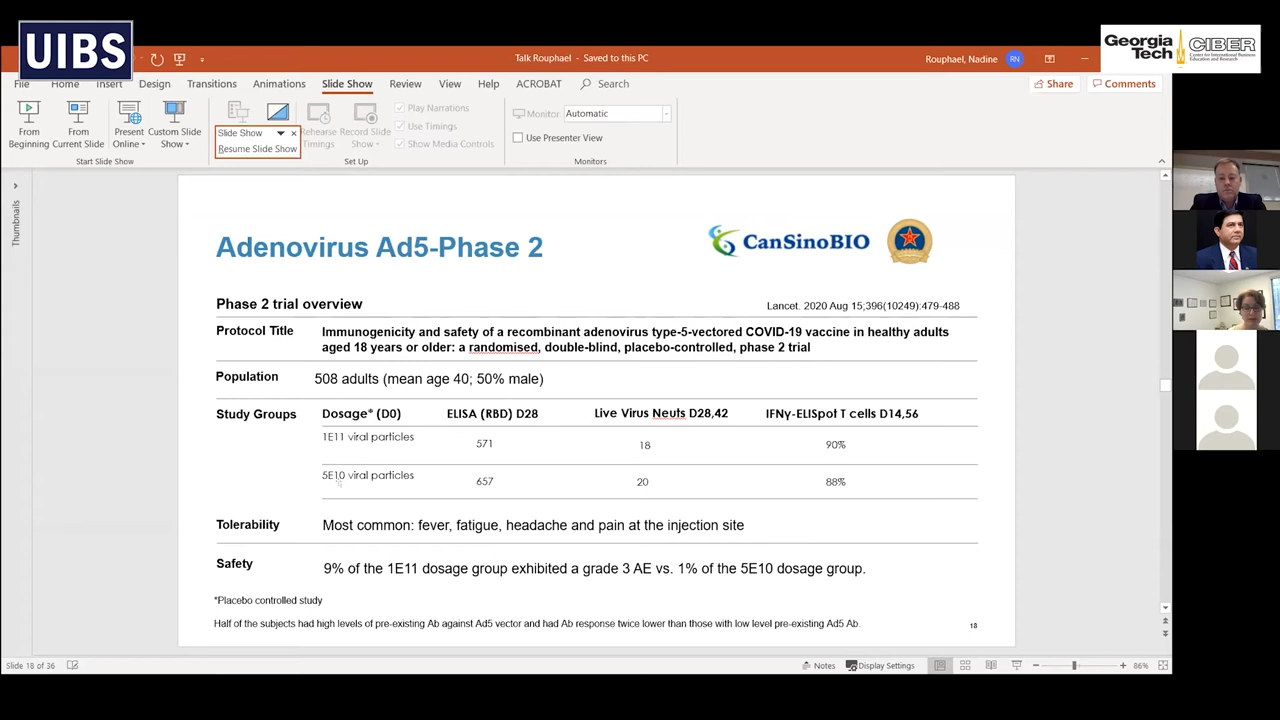 UIBS
Talk Rouphael - Saved to this PC
Rouphael, Nadine RN
Georgia Tech CIBER
Center for International Business Education and Research
File Home Insert Design Transitions Animations Slide Show Review View Help ACROBAT Search
Share Comments
From Beginning
From Current Slide
Present Online
Custom Slide Show
Slide Show
Resume Slide Show
Rehearse Timings
Record Slide Show
Play Narrations
Use Timings
Show Media Controls
Monitor: Automatic
Use Presenter View
Start Slide Show
Set Up
Monitors
Thumbnails
Adenovirus Ad5-Phase 2
CanSinoBIO
Phase 2 trial overview
Lancet. 2020 Aug 15;396(10249):479-488
Protocol Title
Immunogenicity and safety of a recombinant adenovirus type-5-vectored COVID-19 vaccine in healthy adults
aged 18 years or older: a randomised, double-blind, placebo-controlled, phase 2 trial
Population
508 adults (mean age 40; 50% male)
Study Groups
Dosage* (D0) ELISA (RBD) D28 Live Virus Neuts D28,42 IFNγ-ELISpot T cells D14,56
1E11 viral particles 571 18 90%
5E10 viral particles 657 20 88%
Tolerability
Most common: fever, fatigue, headache and pain at the injection site
Safety
9% of the 1E11 dosage group exhibited a grade 3 AE vs. 1% of the 5E10 dosage group.
*Placebo controlled study
Half of the subjects had high levels of pre-existing Ab against Ad5 vector and had Ab response twice lower than those with low level pre-existing Ad5 Ab.
18
Slide 18 of 36
Notes Display Settings 86%